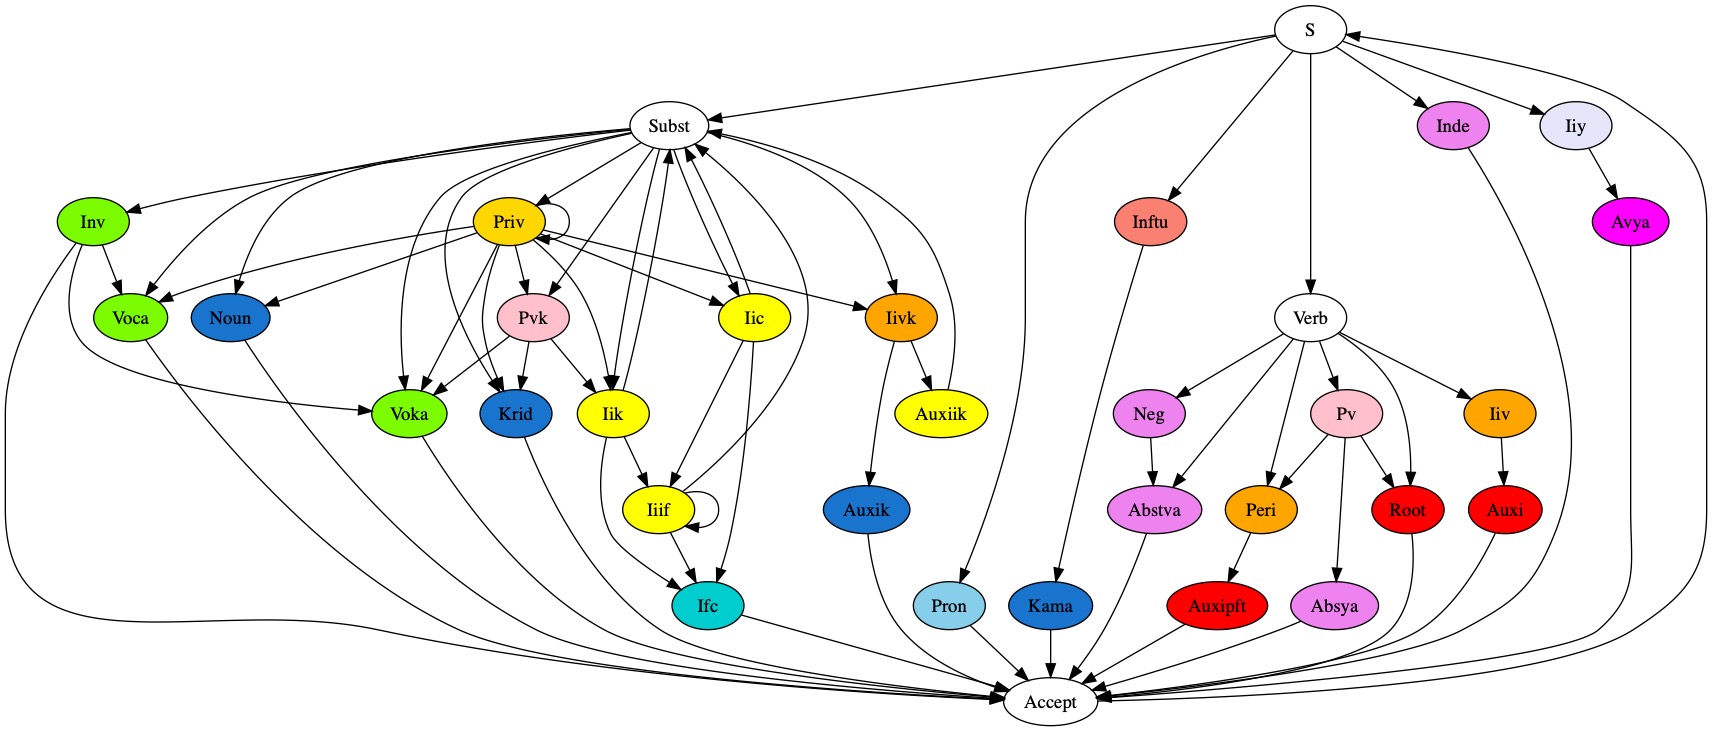 S
Subst
Inde
Iiy
Inv
Priv
Inftu
Avya
Voca
Noun
Pvk
Iic
Iivk
Verb
Voka
Krid
Iik
Auxiik
Neg
Pv
Iiv
Iiif
Auxik
Abstva
Peri
Root
Auxi
Ifc
Pron
Kama
Auxipft
Absya
Accept